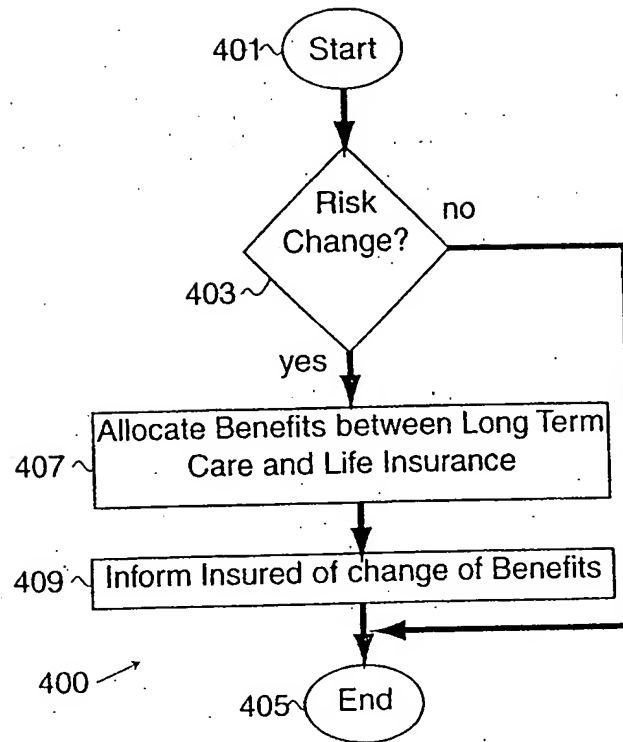 401 Start
Risk
Change?
no
403
yes
Allocate Benefits between Long Term
Care and Life Insurance
407
409 Inform Insured of change of Benefits
400
405 End